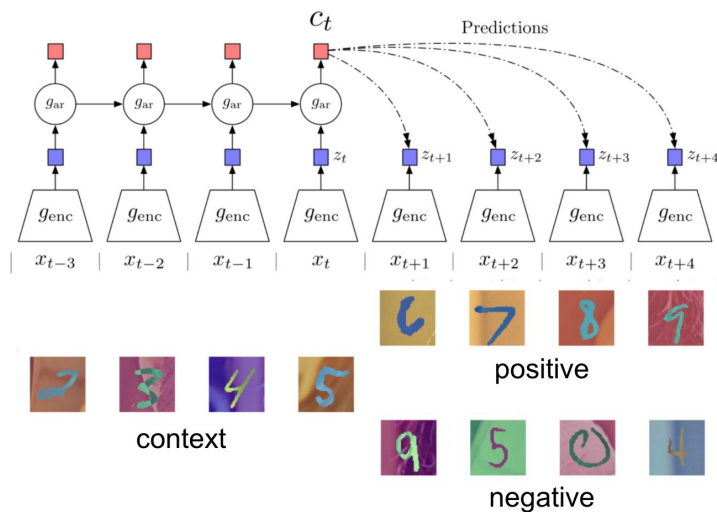 c_t
Predictions
g_ar g_ar g_ar g_ar
z_t z_{t+1} z_{t+2} z_{t+3} z_{t+4}
g_enc g_enc g_enc g_enc g_enc g_enc g_enc g_enc
x_{t-3} x_{t-2} x_{t-1} x_t x_{t+1} x_{t+2} x_{t+3} x_{t+4}
6 7 8 9
positive
2 3 4 5
context
9 5 0 4
negative